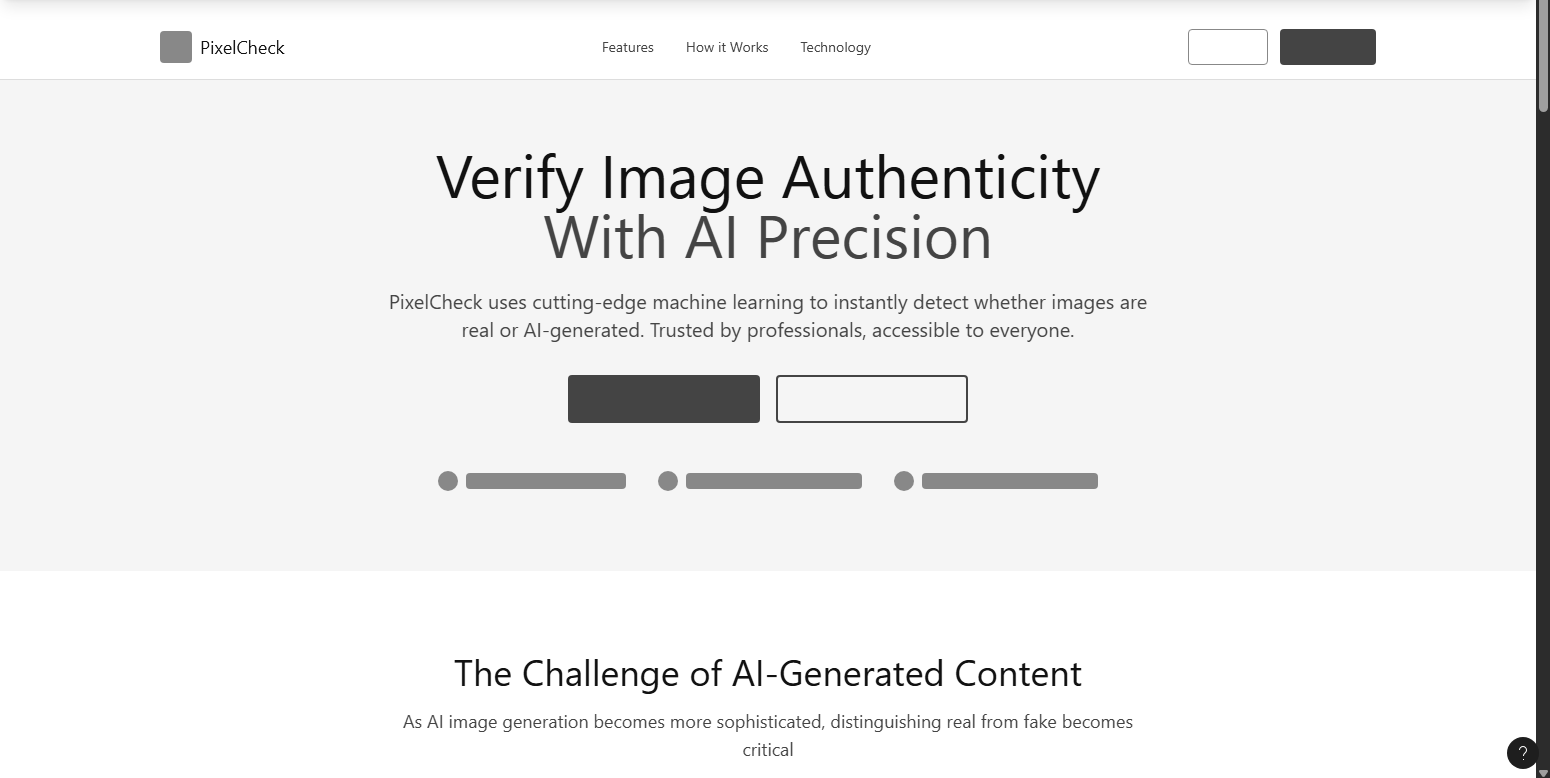 PixelCheck
Features
How it Works
Technology
Verify Image Authenticity
With AI Precision
PixelCheck uses cutting-edge machine learning to instantly detect whether images are
real or AI-generated. Trusted by professionals, accessible to everyone.
The Challenge of AI-Generated Content
As AI image generation becomes more sophisticated, distinguishing real from fake becomes
critical
?